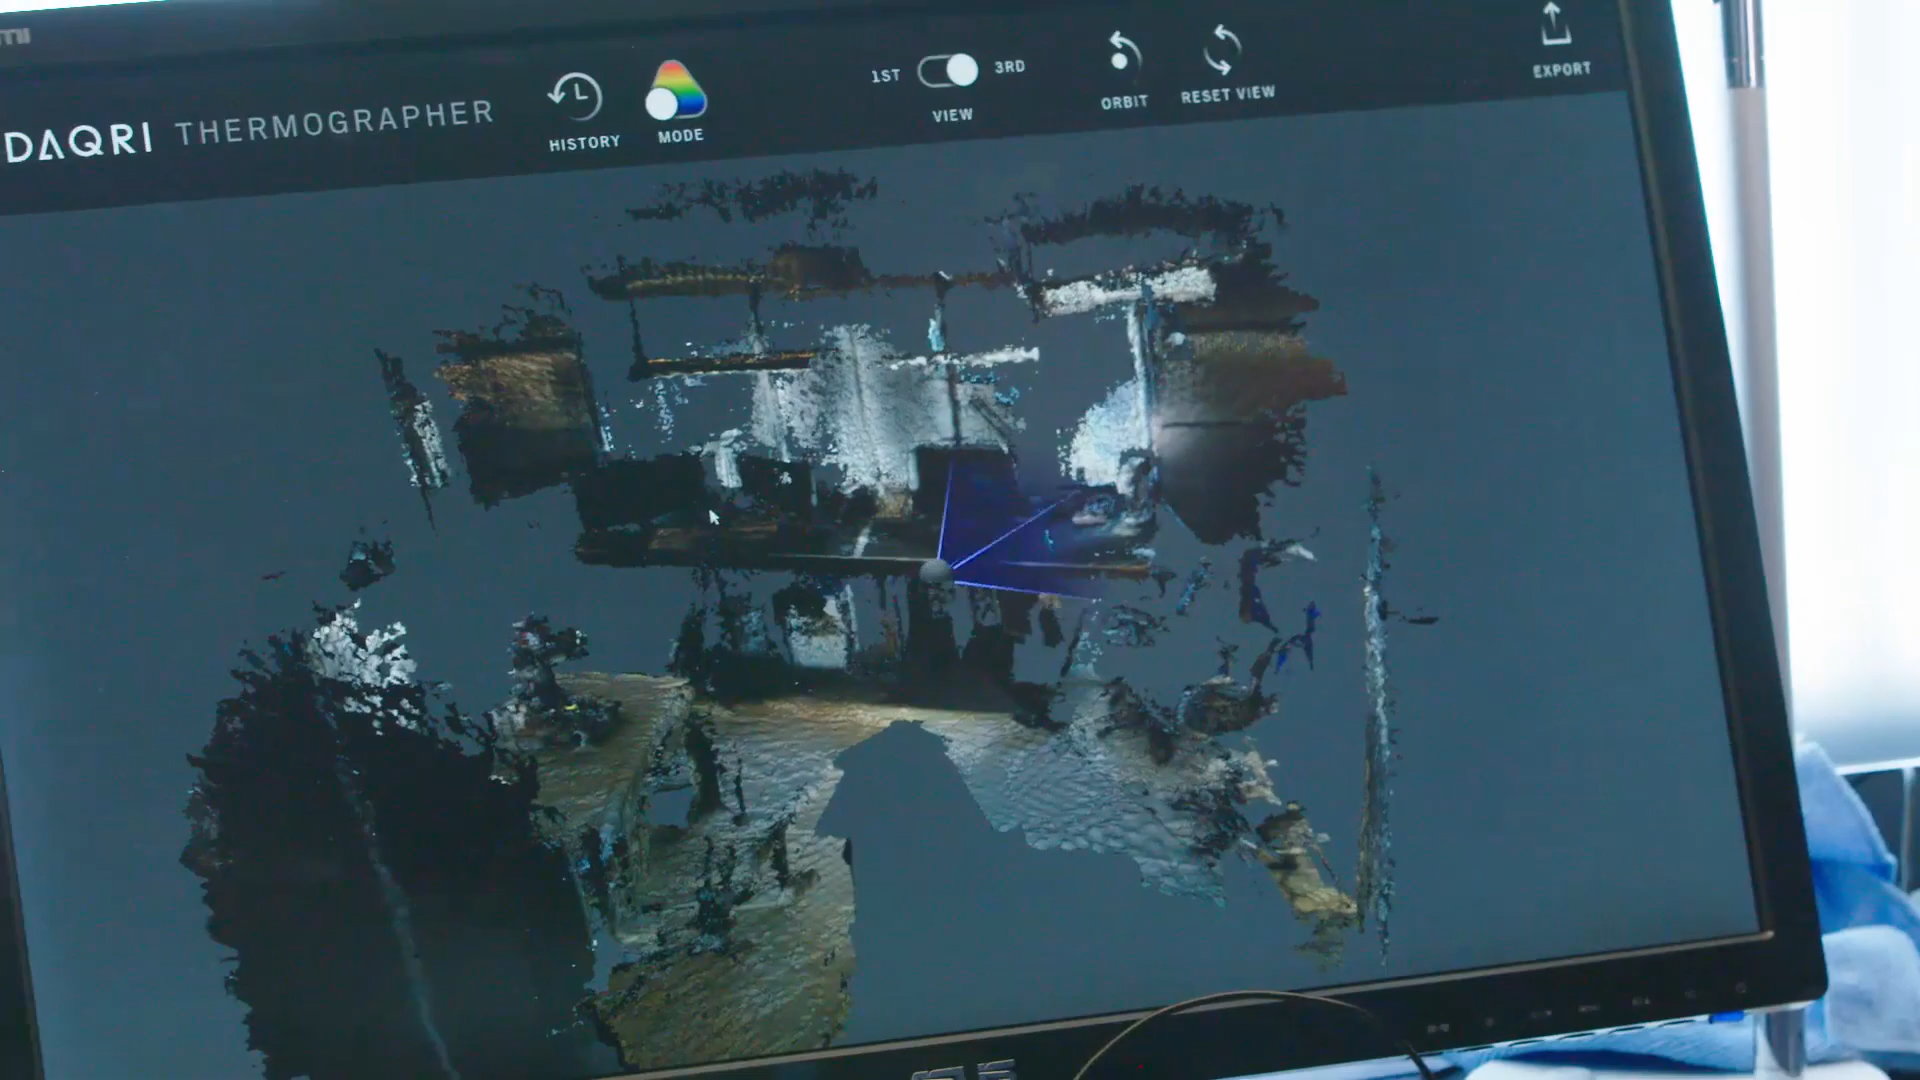 DAQRI THERMOGRAPHER
HISTORY
MODE
1ST
3RD
VIEW
ORBIT
RESET VIEW
EXPORT